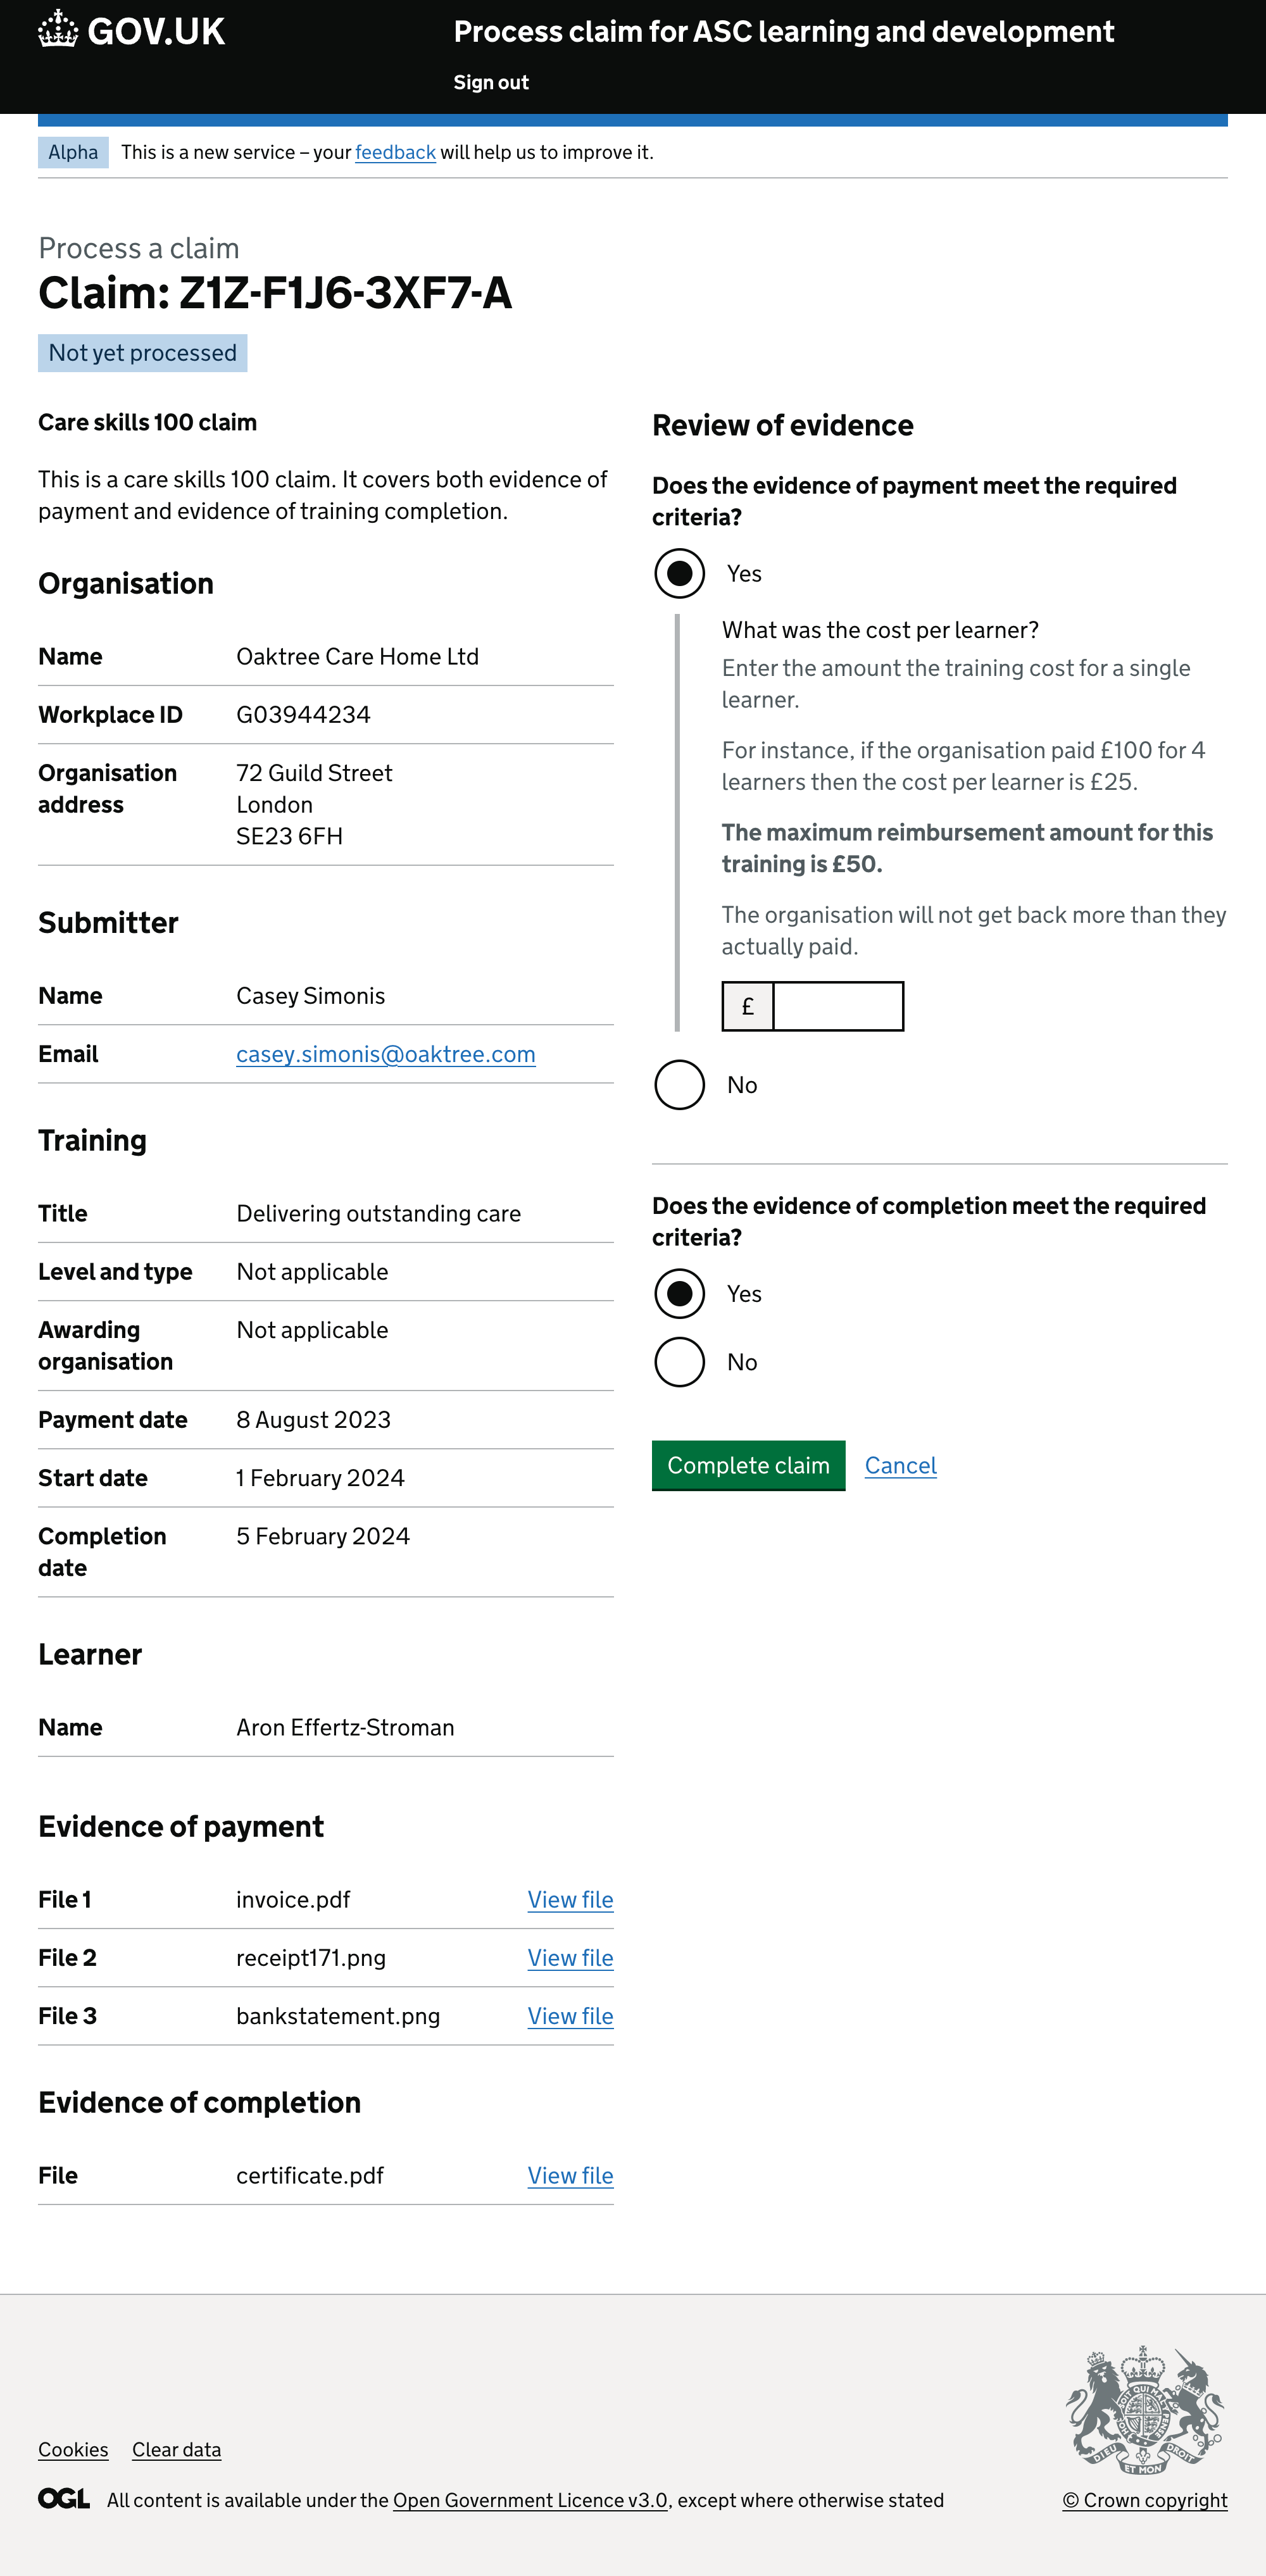 GOV.UK
Process claim for ASC learning and development
Sign out
Alpha
This is a new service – your feedback will help us to improve it.
Process a claim
Claim: Z1Z-F1J6-3XF7-A
Not yet processed
Care skills 100 claim
This is a care skills 100 claim. It covers both evidence of
payment and evidence of training completion.
Organisation
Name Oaktree Care Home Ltd
Workplace ID G03944234
Organisation address
72 Guild Street
London
SE23 6FH
Submitter
Name Casey Simonis
Email casey.simonis@oaktree.com
Training
Title Delivering outstanding care
Level and type Not applicable
Awarding organisation Not applicable
Payment date 8 August 2023
Start date 1 February 2024
Completion date 5 February 2024
Learner
Name Aron Effertz-Stroman
Evidence of payment
File 1 invoice.pdf View file
File 2 receipt171.png View file
File 3 bankstatement.png View file
Evidence of completion
File certificate.pdf View file
Review of evidence
Does the evidence of payment meet the required
criteria?
Yes
What was the cost per learner?
Enter the amount the training cost for a single
learner.
For instance, if the organisation paid £100 for 4
learners then the cost per learner is £25.
The maximum reimbursement amount for this
training is £50.
The organisation will not get back more than they
actually paid.
£
No
Does the evidence of completion meet the required
criteria?
Yes
No
Complete claim Cancel
Cookies Clear data
OGL All content is available under the Open Government Licence v3.0, except where otherwise stated
DIEU ET MON DROIT
© Crown copyright